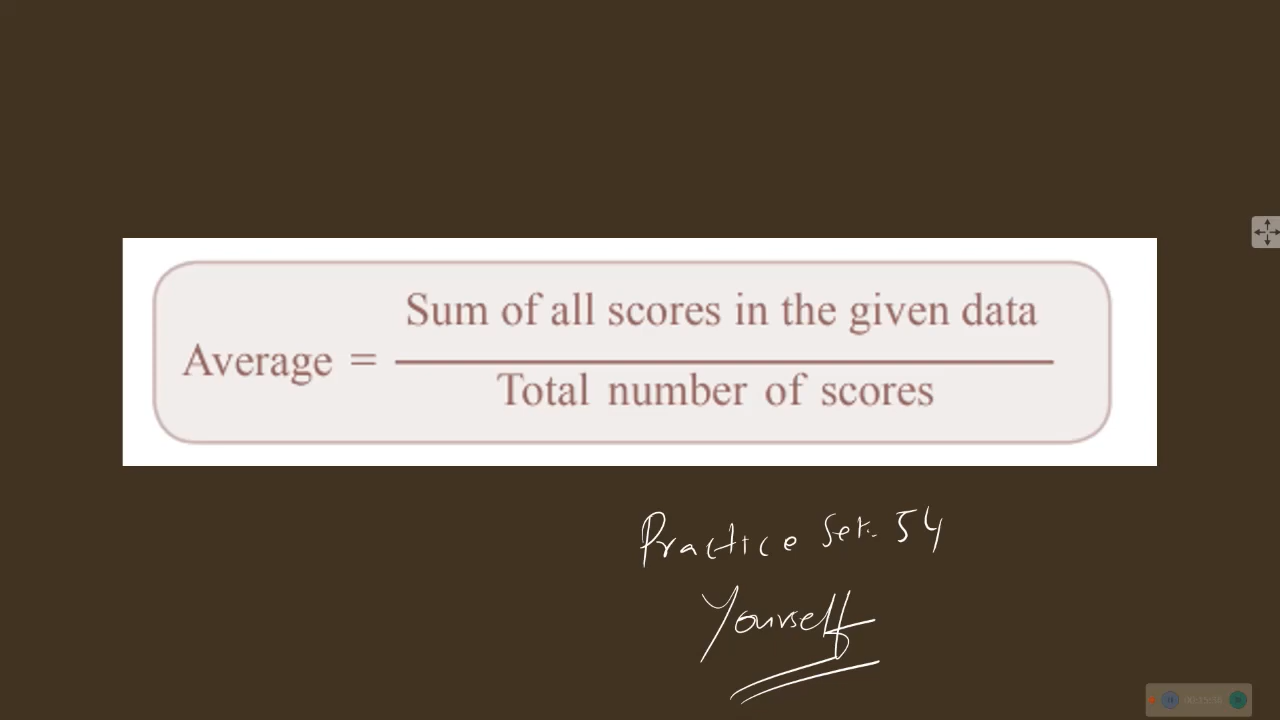 Sum of all scores in the given data
Average =
Total number of scores
Practice Set: 54
Yourself